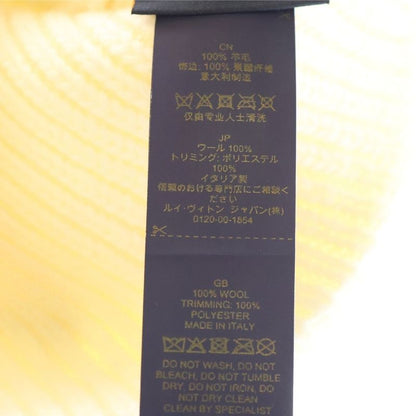 CN
100% 羊毛
饰边: 100% 聚酯纤维
意大利制造
仅由专业人士清洗
JP
ウール 100%
トリミング: ポリエステル
100%
イタリア製
信頼のおける専門店にご相談く
ださい
ルイ・ヴィトン ジャパン(株)
0120-00-1854
GB
100% WOOL
TRIMMING: 100%
POLYESTER
MADE IN ITALY
DO NOT WASH, DO NOT
BLEACH, DO NOT TUMBLE
DRY, DO NOT IRON, DO
NOT DRY CLEAN
CLEAN BY SPECIALIST